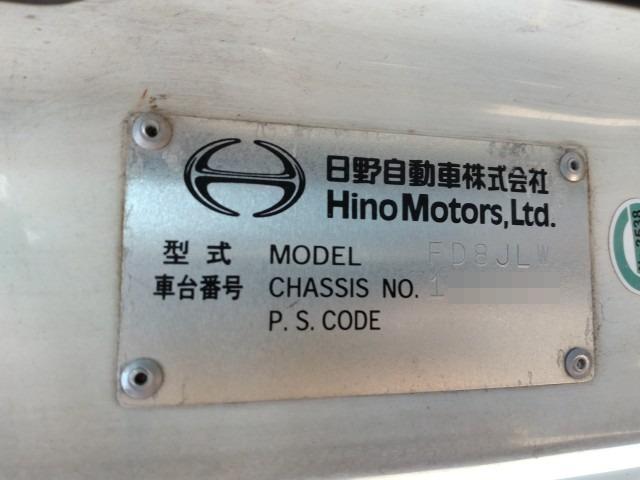 日野自動車株式会社
Hino Motors, Ltd.
型式 MODEL FD8JLW
車台番号 CHASSIS NO. 1
P. S. CODE